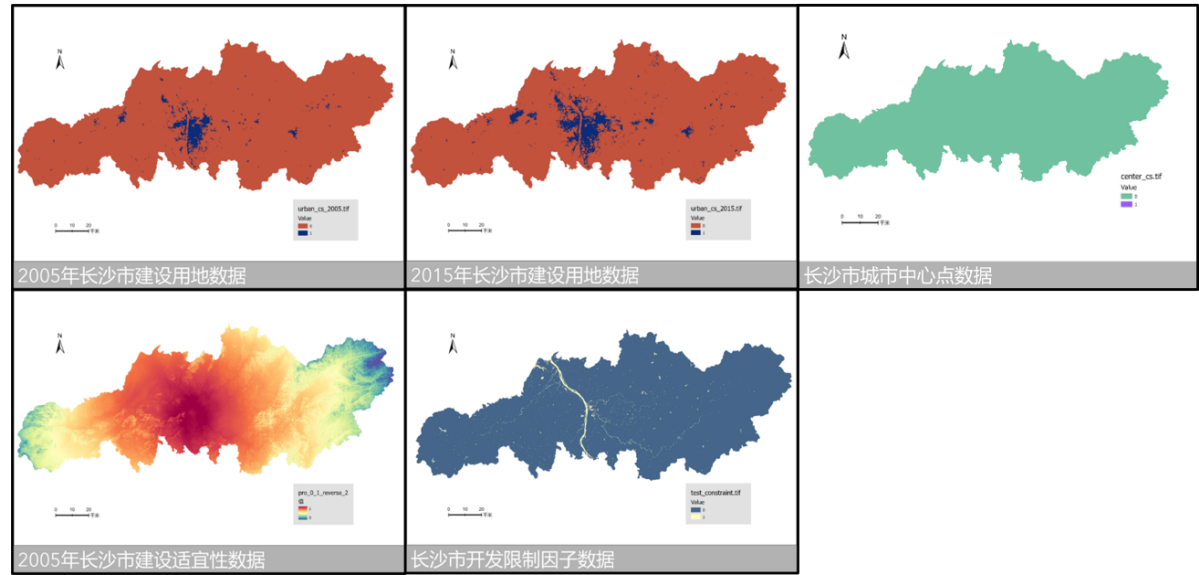 N
urban_cs_2005.tif
Value
0
1
0 10 20
千米
2005年长沙市建设用地数据
N
urban_cs_2015.tif
Value
0
1
0 10 20
千米
2015年长沙市建设用地数据
N
center_cs.tif
Value
0
1
0 10 20
千米
长沙市城市中心点数据
N
pro_0_1_reverse_2
值
1
0
0 10 20
千米
2005年长沙市建设适宜性数据
N
test_constraint.tif
Value
0
1
0 10 20
千米
长沙市开发限制因子数据